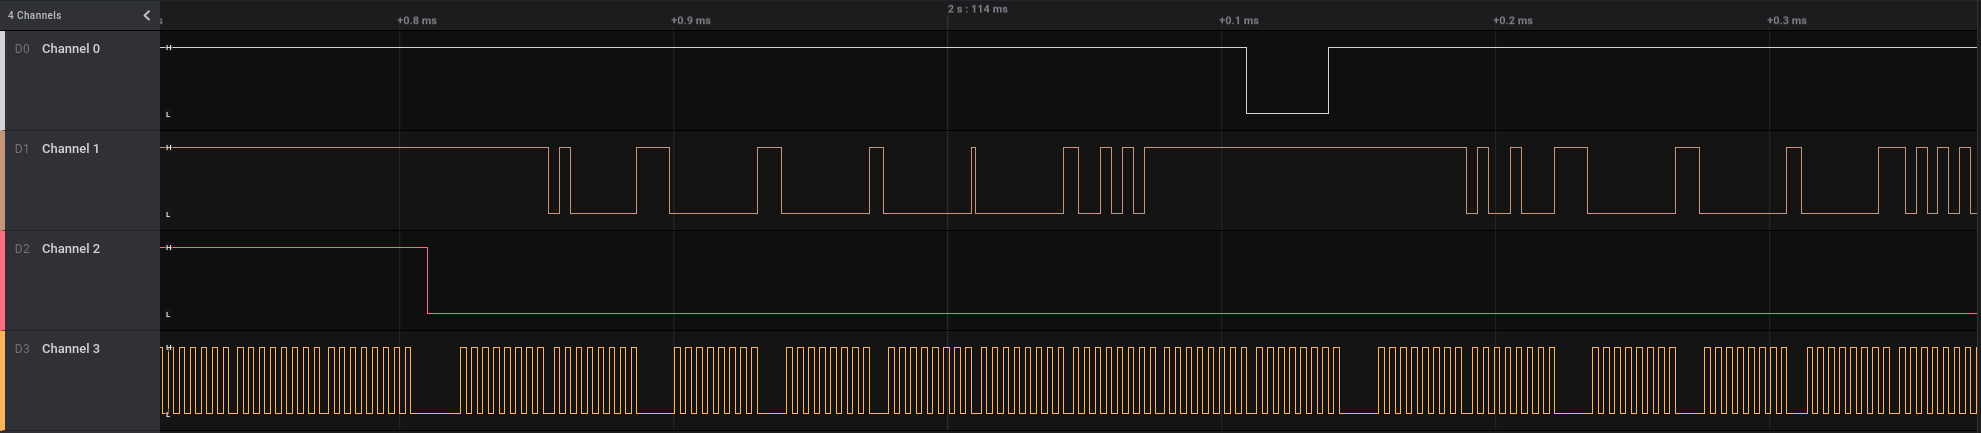 4 Channels
s +0.8 ms +0.9 ms 2 s : 114 ms +0.1 ms +0.2 ms +0.3 ms
D0 Channel 0
H
L
D1 Channel 1
H
L
D2 Channel 2
H
L
D3 Channel 3
H
L